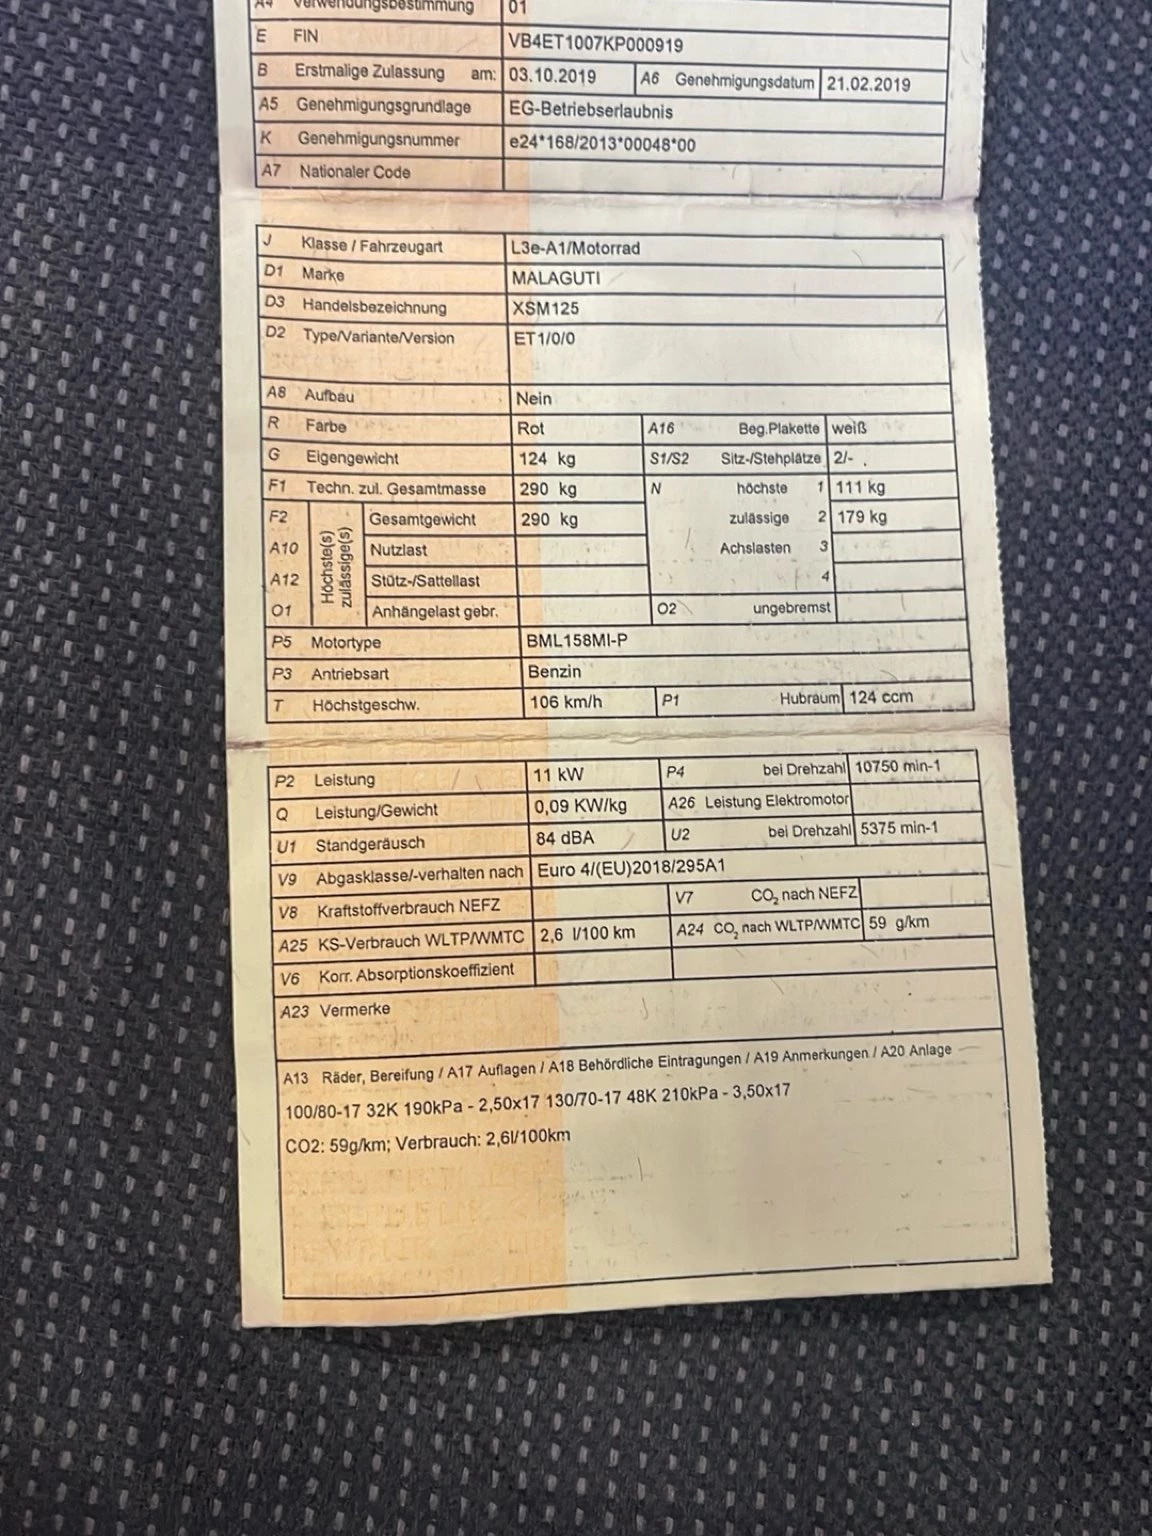 A4 Verwendungsbestimmung 01
E FIN VB4ET1007KP000919
B Erstmalige Zulassung am: 03.10.2019 A6 Genehmigungsdatum 21.02.2019
A5 Genehmigungsgrundlage EG-Betriebserlaubnis
K Genehmigungsnummer e24*168/2013*00048*00
A7 Nationaler Code
J Klasse / Fahrzeugart L3e-A1/Motorrad
D1 Marke MALAGUTI
D3 Handelsbezeichnung XSM125
D2 Type/Variante/Version ET1/0/0
A8 Aufbau Nein
R Farbe Rot A16 Beg.Plakette weiß
G Eigengewicht 124 kg S1/S2 Sitz-/Stehplätze 2/-
F1 Techn. zul. Gesamtmasse 290 kg N höchste 1 111 kg
F2 Höchste(s) zulässige(s) Gesamtgewicht 290 kg zulässige 2 179 kg
A10 Nutzlast Achslasten 3
A12 Stütz-/Sattellast 4
O1 Anhängelast gebr. O2 ungebremst
P5 Motortype BML158MI-P
P3 Antriebsart Benzin
T Höchstgeschw. 106 km/h P1 Hubraum 124 ccm
P2 Leistung 11 kW P4 bei Drehzahl 10750 min-1
Q Leistung/Gewicht 0,09 KW/kg A26 Leistung Elektromotor
U1 Standgeräusch 84 dBA U2 bei Drehzahl 5375 min-1
V9 Abgasklasse/-verhalten nach Euro 4/(EU)2018/295A1
V8 Kraftstoffverbrauch NEFZ V7 CO₂ nach NEFZ
A25 KS-Verbrauch WLTP/WMTC 2,6 l/100 km A24 CO₂ nach WLTP/WMTC 59 g/km
V6 Korr. Absorptionskoeffizient
A23 Vermerke
A13 Räder, Bereifung / A17 Auflagen / A18 Behördliche Eintragungen / A19 Anmerkungen / A20 Anlage
100/80-17 32K 190kPa - 2,50x17 130/70-17 48K 210kPa - 3,50x17
CO2: 59g/km; Verbrauch: 2,6l/100km